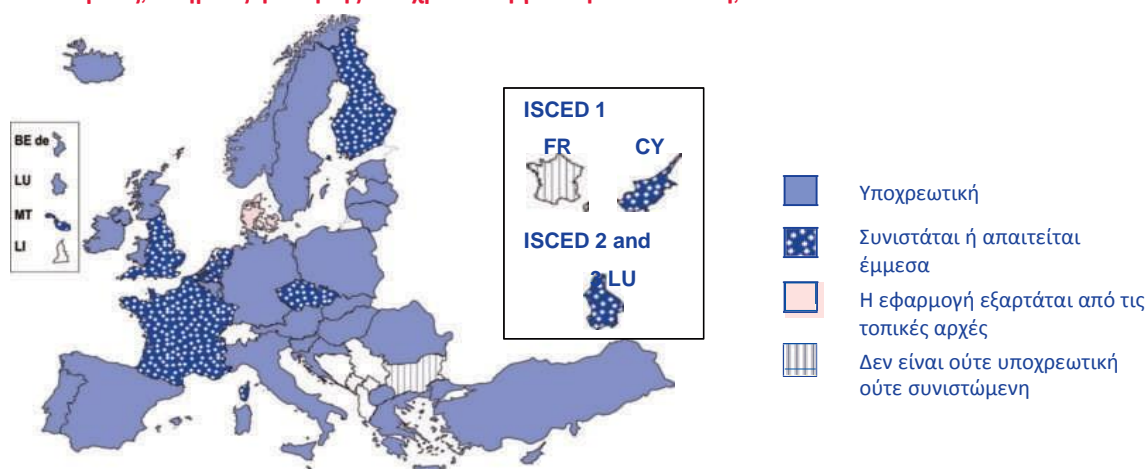 BE de
LU
MT
LI
ISCED 1
FR CY
ISCED 2 and
LU
Υποχρεωτική
Συνιστάται ή απαιτείται
έμμεσα
Η εφαρμογή εξαρτάται από τις
τοπικές αρχές
Δεν είναι ούτε υποχρεωτική
ούτε συνιστώμενη